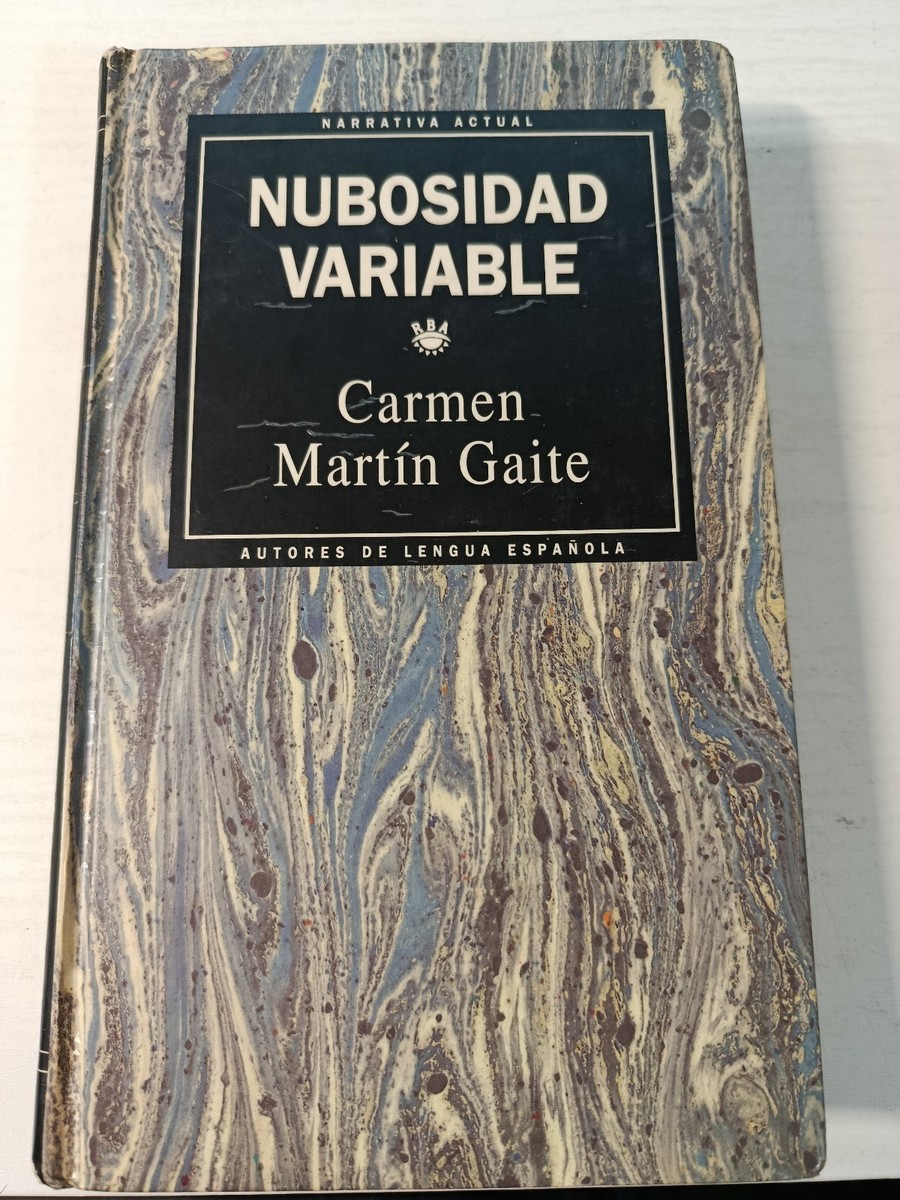 NARRATIVA ACTUAL
NUBOSIDAD
VARIABLE
RBA
Carmen
Martín Gaite
AUTORES DE LENGUA ESPAÑOLA